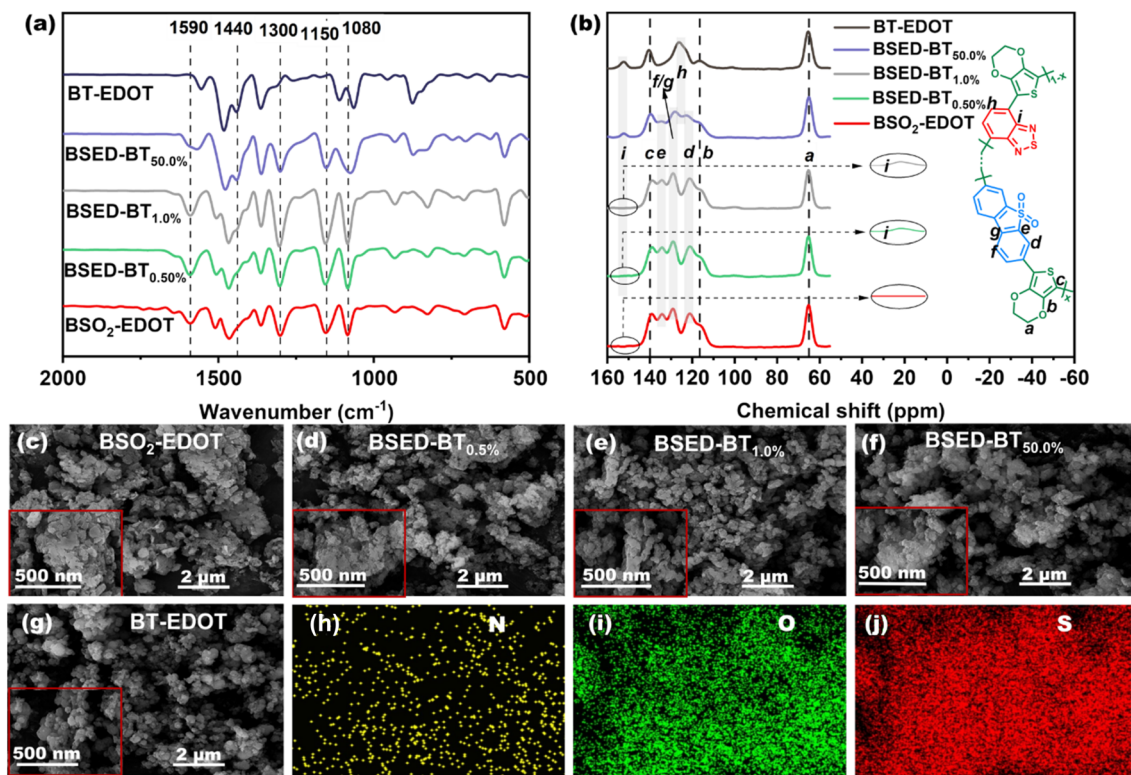 (a)
1590 1440 1300 1150 1080
BT-EDOT
BSED-BT50.0%
BSED-BT1.0%
BSED-BT0.50%
BSO2-EDOT
2000 1500 1000 500
Wavenumber (cm-1)
(b)
BT-EDOT
BSED-BT50.0%
BSED-BT1.0%
BSED-BT0.50%
BSO2-EDOT
h
f/g
i c e d b a
i
i
O O
S 1-x
h i
N
S
N
S O
O
g e
f d
S
c x
O O b
a
160 140 120 100 80 60 40 20 0 -20 -40 -60
Chemical shift (ppm)
(c) BSO2-EDOT
500 nm 2 µm
(d) BSED-BT0.5%
500 nm 2 µm
(e) BSED-BT1.0%
500 nm 2 µm
(f) BSED-BT50.0%
500 nm 2 µm
(g) BT-EDOT
500 nm 2 µm
(h) N
(i) O
(j) S